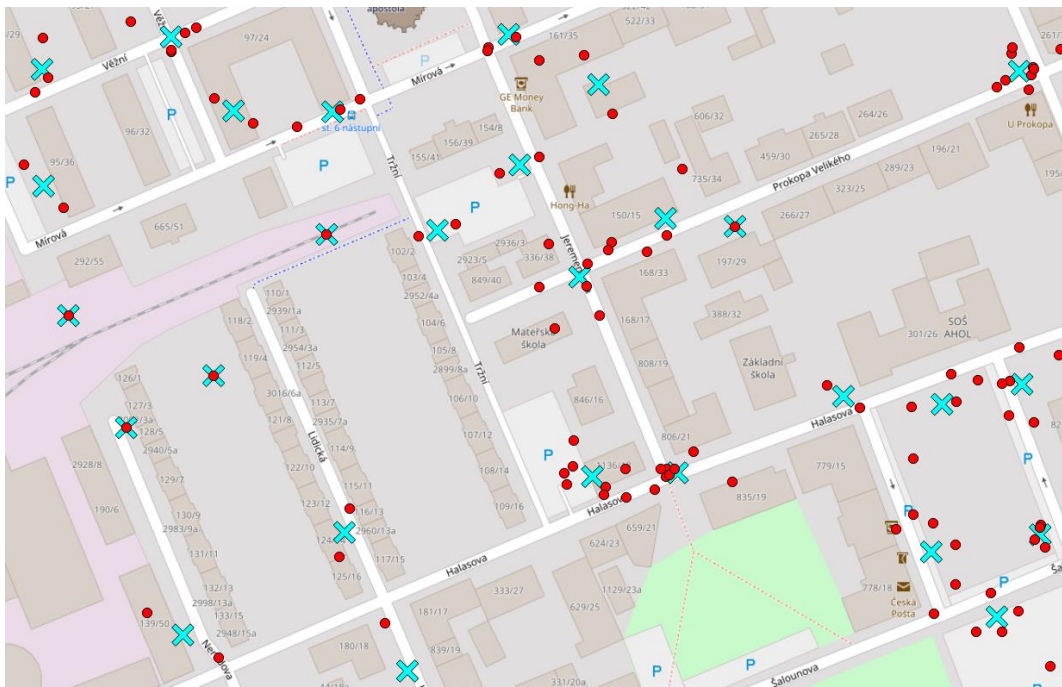 apoštola
522/42
522/33
161/35
97/24
Věžní
Věžní
Mírová
GE Money
Bank
st. 6 nástupní
96/32
P
P
154/8
156/39
155/41
606/32
264/26
265/28
U Prokopa
196/21
459/30
289/23
735/34
Prokopa Velikého
323/25
95/36
P
Tržní
P
Hong-Ha
150/15
266/27
Mírová
665/51
292/55
102/2
2936/3
336/38
2923/5
849/40
103/4
2952/4a
168/33
197/29
110/1
2939/1a
118/2
111/3
2954/3a
104/6
Mateřská
škola
168/17
388/32
SOŠ
AHOL
301/26
119/4
112/5
105/8
2899/8a
808/19
Základní
škola
126/1
127/3
128/5
3016/6a
113/7
2935/7a
Tržní
106/10
846/16
121/8
2940/5a
Lidická
107/12
Halasova
114/9
806/21
2928/8
129/7
122/10
108/14
P
779/15
P
115/11
835/19
190/6
130/9
2983/9a
123/12
116/13
2960/13a
109/16
Halasova
659/21
P
131/11
125/16
117/15
Halasova
624/23
132/13
2998/13a
133/15
2948/15a
139/50
333/27
1129/23a
629/25
778/18
Česká
Pošta
P
181/17
839/19
180/18
331/20a
P
P
Šalounova